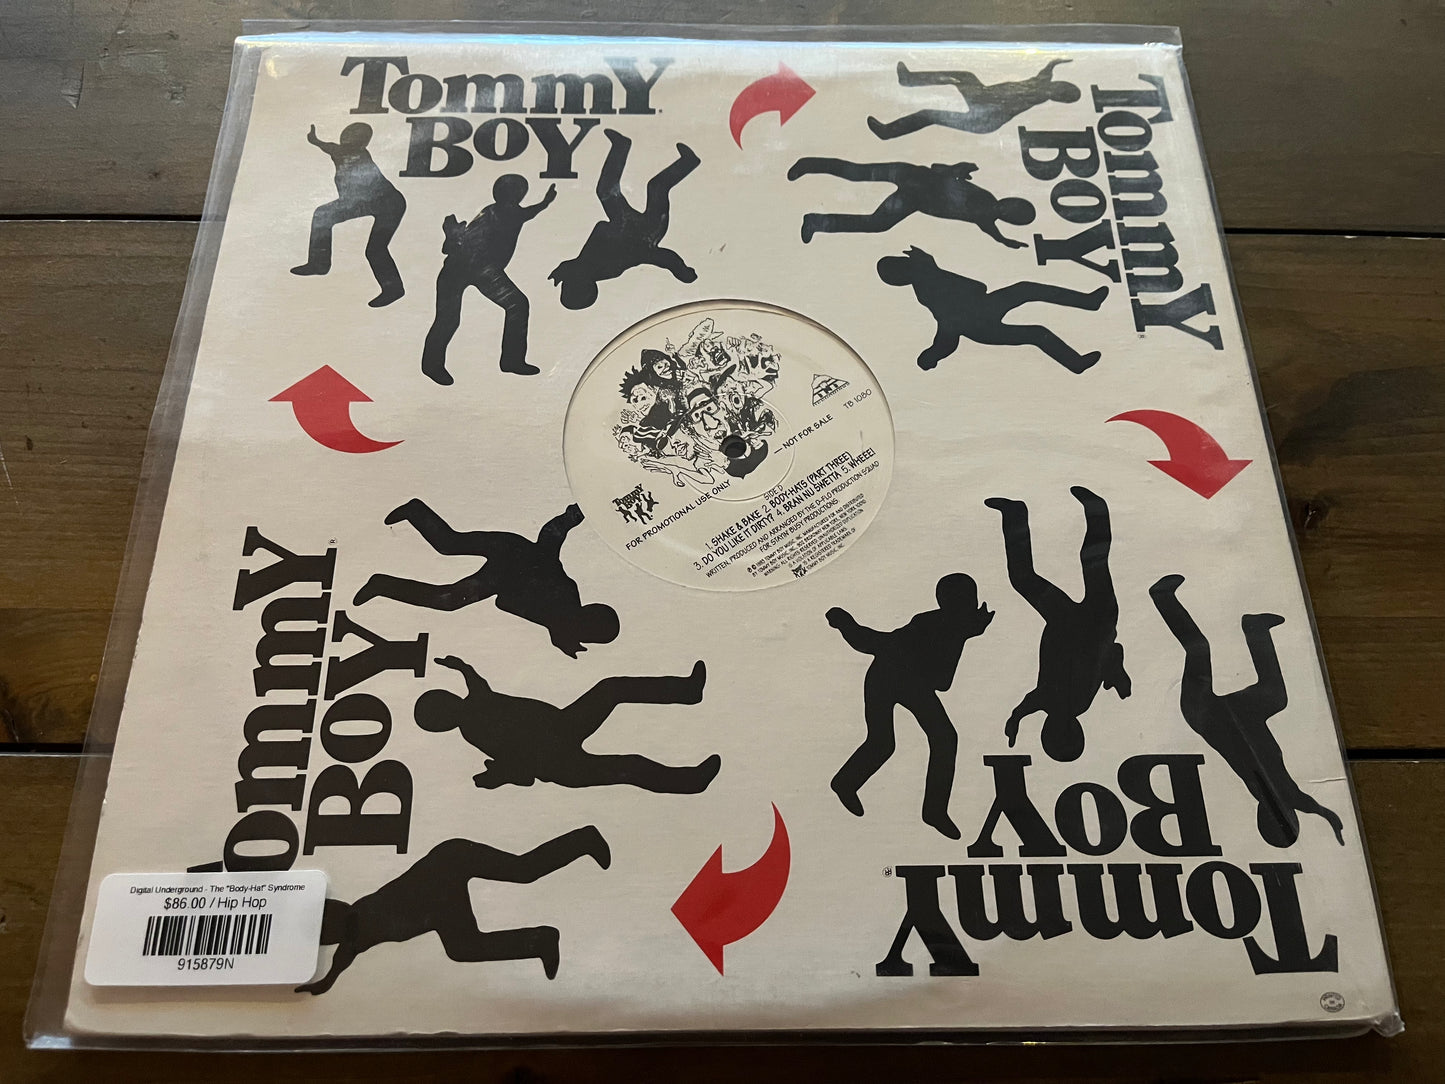 TommY
BoY
TommY
BoY
TB 1080
— NOT FOR SALE
TommY
BoY
FOR PROMOTIONAL USE ONLY
SIDE D
1. SHAKE & BAKE 2. BODY-HATS (PART THREE)
3. DO YOU LIKE IT DIRTY? 4. BRAN NU SWETTA 5. WHEEE!
WRITTEN, PRODUCED AND ARRANGED BY THE D-FLO PRODUCTION SQUAD
FOR STAYIN' BUSY PRODUCTIONS
TommY
BoY
TommY
BoY
Digital Underground - The "Body-Hat" Syndrome
$86.00 / Hip Hop
915879N